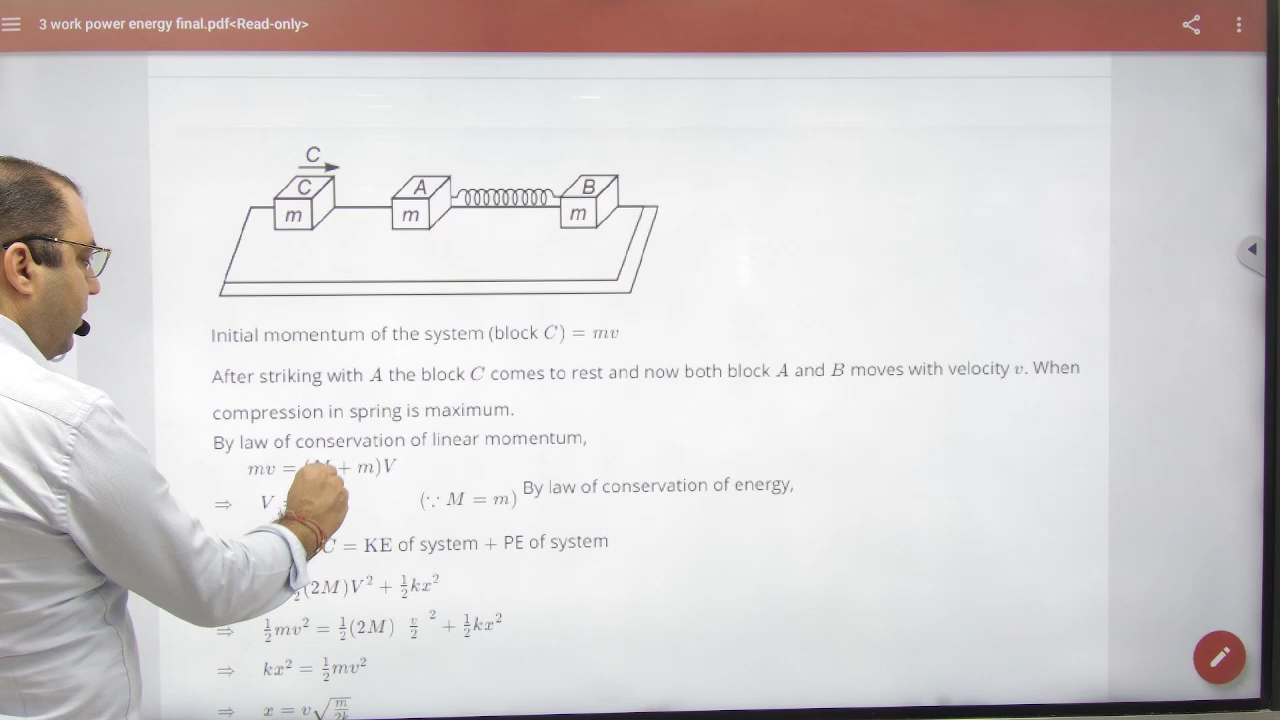 3 work power energy final.pdf<Read-only>
C
C A B
m m m
Initial momentum of the system (block C) = mv
After striking with A the block C comes to rest and now both block A and B moves with velocity v. When
compression in spring is maximum.
By law of conservation of linear momentum,
mv = ( + m)V
⇒ V (∵ M = m) By law of conservation of energy,
C = KE of system + PE of system
(2M)V² + ½kx²
⇒ ½mv² = ½(2M) v/2 ² + ½kx²
⇒ kx² = ½mv²
⇒ x = v√m/2k